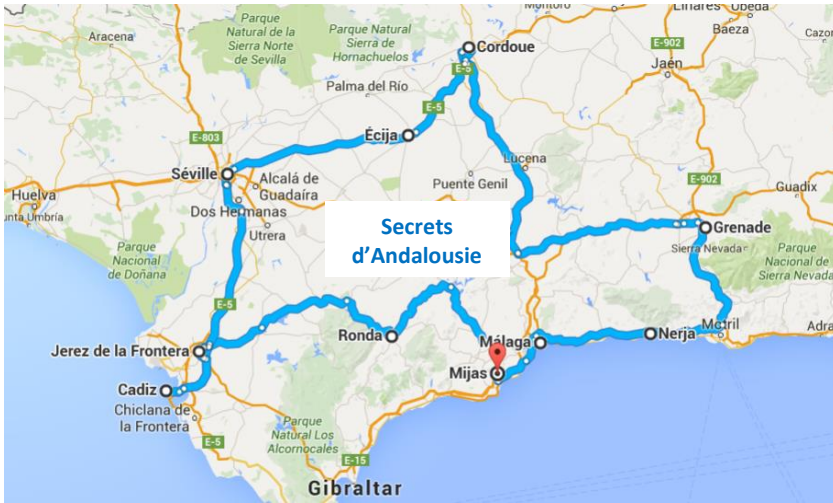 Parque
Natural de la
Sierra Norte
de Sevilla
Aracena
Parque Natural
Sierra de
Hornachuelos
Montoro
Linares
Úbeda
Baeza
Cazor
Cordoue
E-5
E-902
Jaén
Palma del Río
E-5
E-803
Écija
Séville
Alcalá de
Guadaíra
Dos Hermanas
Utrera
Puente Genil
Lucena
Huelva
unta Umbría
E-902
Guadix
Grenade
Sierra Nevada
Parque
Nacional de
Sierra Nevada
Secrets
d'Andalousie
Parque
Nacional
de Doñana
E-5
Jerez de la Frontera
Ronda
Málaga
Mijas
Nerja
Motril
Adra
Cadiz
Chiclana de
la Frontera
Parque
Natural Los
Alcornocales
E-5
E-15
Gibraltar